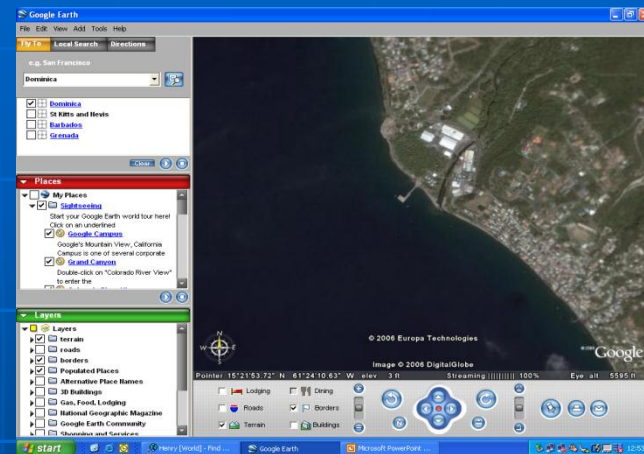 Google Earth
File Edit View Add Tools Help
Fly To Local Search Directions
e.g. San Francisco
Dominica
Dominica
St Kitts and Nevis
Barbados
Grenada
Clear
Places
My Places
Sightseeing
Start your Google Earth world tour here!
Click on an underlined
Google Campus
Google's Mountain View, California
Campus is one of several corporate
Grand Canyon
Double-click on "Colorado River View"
to enter the
Layers
Layers
terrain
roads
borders
Populated Places
Alternative Place Names
3D Buildings
Gas, Food, Lodging
National Geographic Magazine
Google Earth Community
Shopping and Services
N
W E
S
© 2006 Europa Technologies
Image © 2006 DigitalGlobe
Google
Pointer 15°21'53.72" N 61°24'10.63" W elev 3 ft Streaming |||||||||| 100% Eye alt 5595 ft
Lodging Dining
Roads Borders
Terrain Buildings
start Henry [World] - Find ... Google Earth Microsoft PowerPoint ...